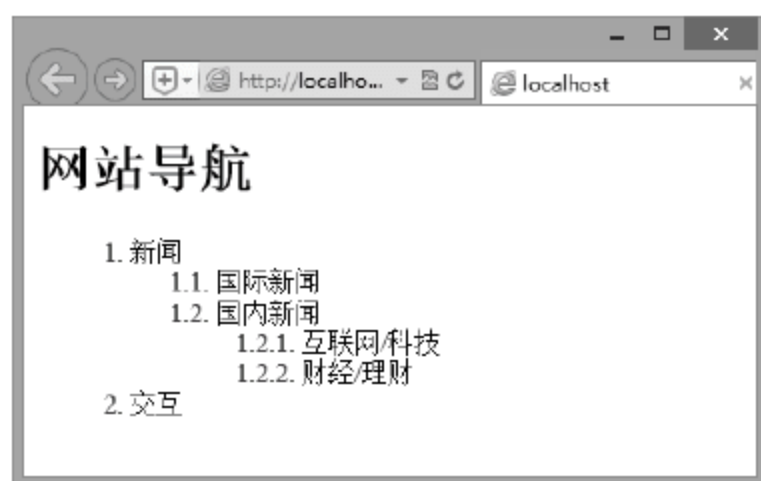 http://localho...
localhost
网站导航
1. 新闻
1.1. 国际新闻
1.2. 国内新闻
1.2.1. 互联网/科技
1.2.2. 财经/理财
2. 交互